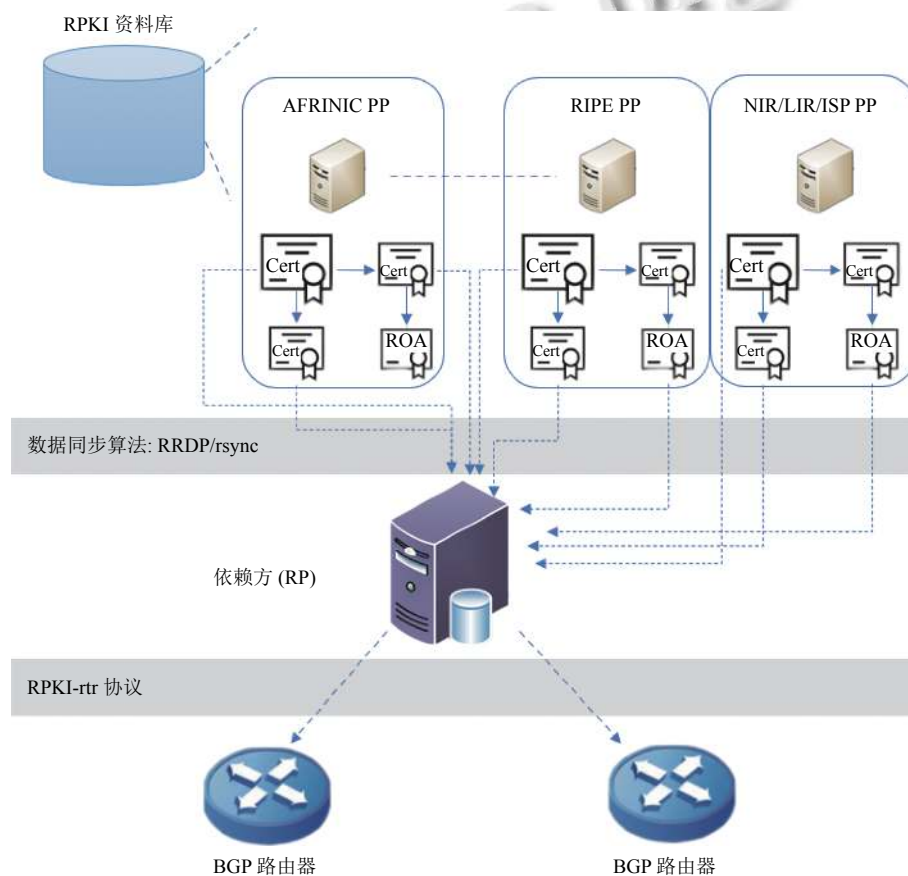 RPKI 资料库
AFRINIC PP
RIPE PP
NIR/LIR/ISP PP
Cert
Cert
Cert
ROA
Cert
Cert
Cert
ROA
Cert
Cert
Cert
ROA
数据同步算法: RRDP/rsync
依赖方 (RP)
RPKI-rtr 协议
BGP 路由器
BGP 路由器